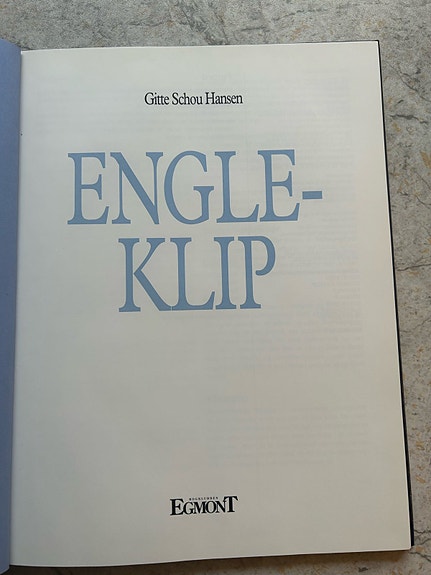 Gitte Schou Hansen
ENGLE-
KLIP
EGMONT